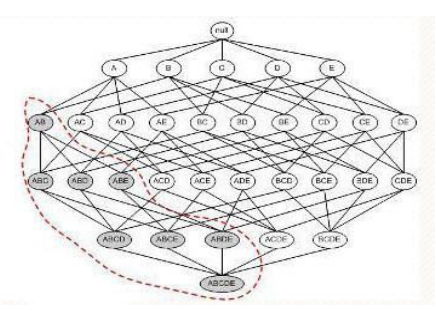 null
A B C D E
AB AC AD AE BC BD BE CD CE DE
ABC ABD ABE ACD ACE ADE BCD BCE BDE CDE
ABCD ABCE ABDE ACDE BCDE
ABCDE